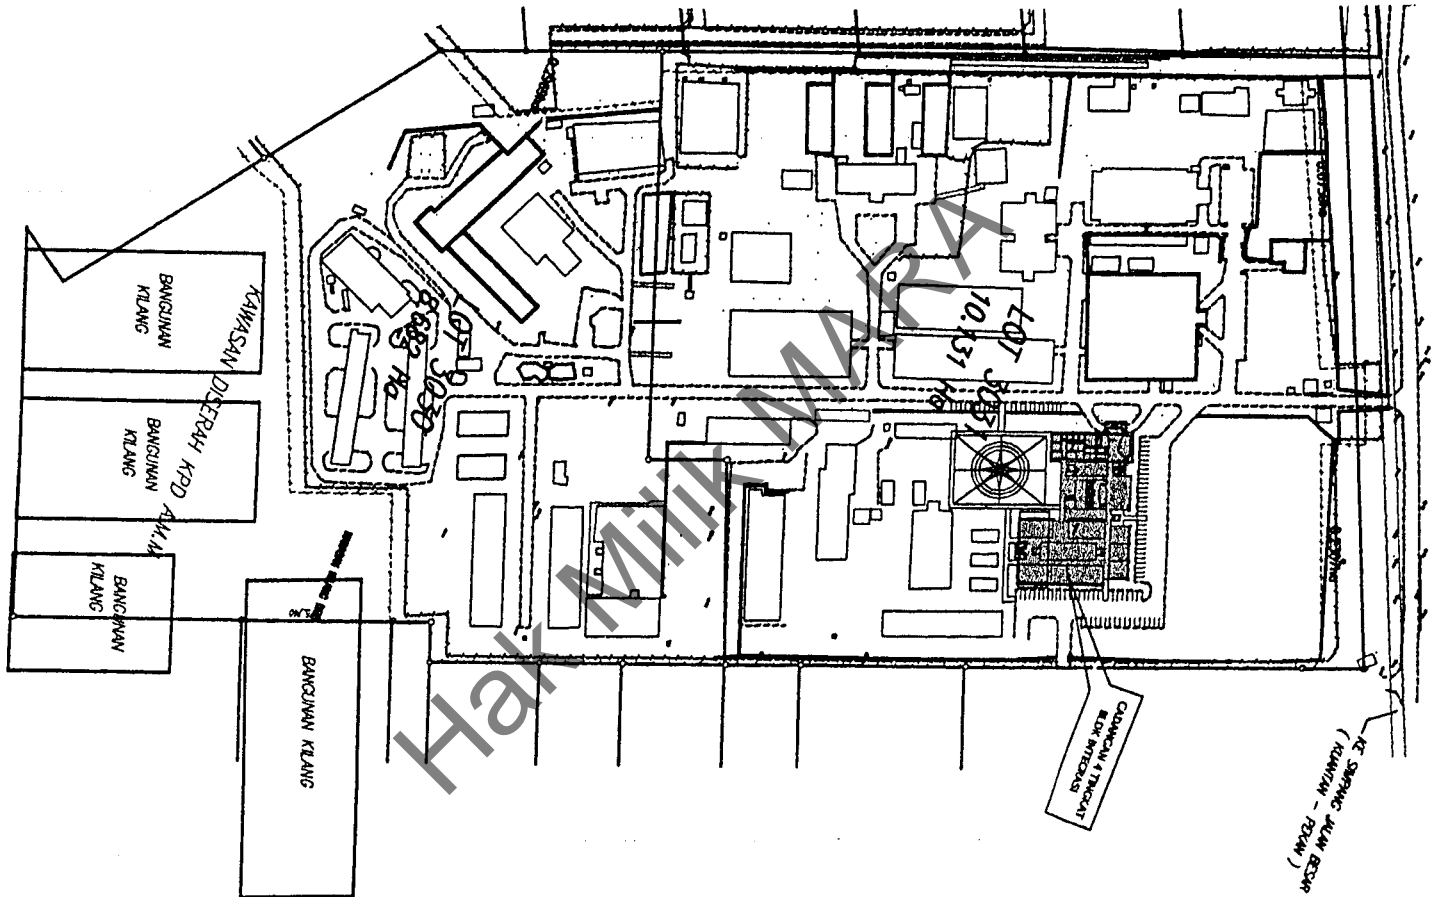 BANGUNAN
KILANG
KAWASAN DISERAH KPD AM.M
BANGUNAN
KILANG
BANGUNAN
KILANG
BANGUNAN KILANG
LOT 3031
10.131 Ha
LOT 3030
8.682 Ha
CADANGAN 4 TINGKAT
BLOK INTEGRASI
KE SIMPANG JALAN BESAR
( KUANTAN - PEKAN )
Hak Milik MARA